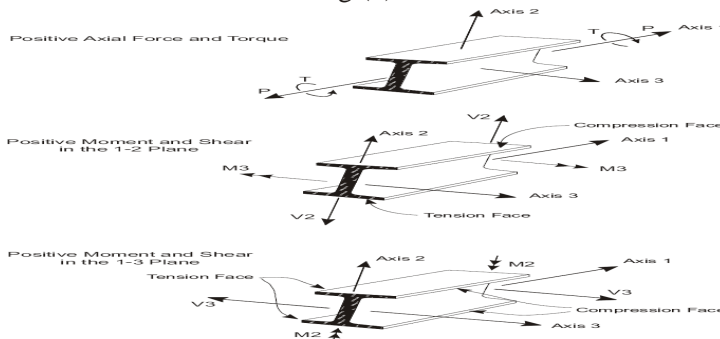 Axis 2
Positive Axial Force and Torque
T
P
Axis
T
P
Axis 3
V2
Compression Face
Positive Moment and Shear
in the 1-2 Plane
Axis 2
Axis 1
M3
M3
Axis 3
V2
Tension Face
Positive Moment and Shear
in the 1-3 Plane
Axis 2
M2
Axis 1
Tension Face
V3
V3
Compression Face
Axis 3
M2